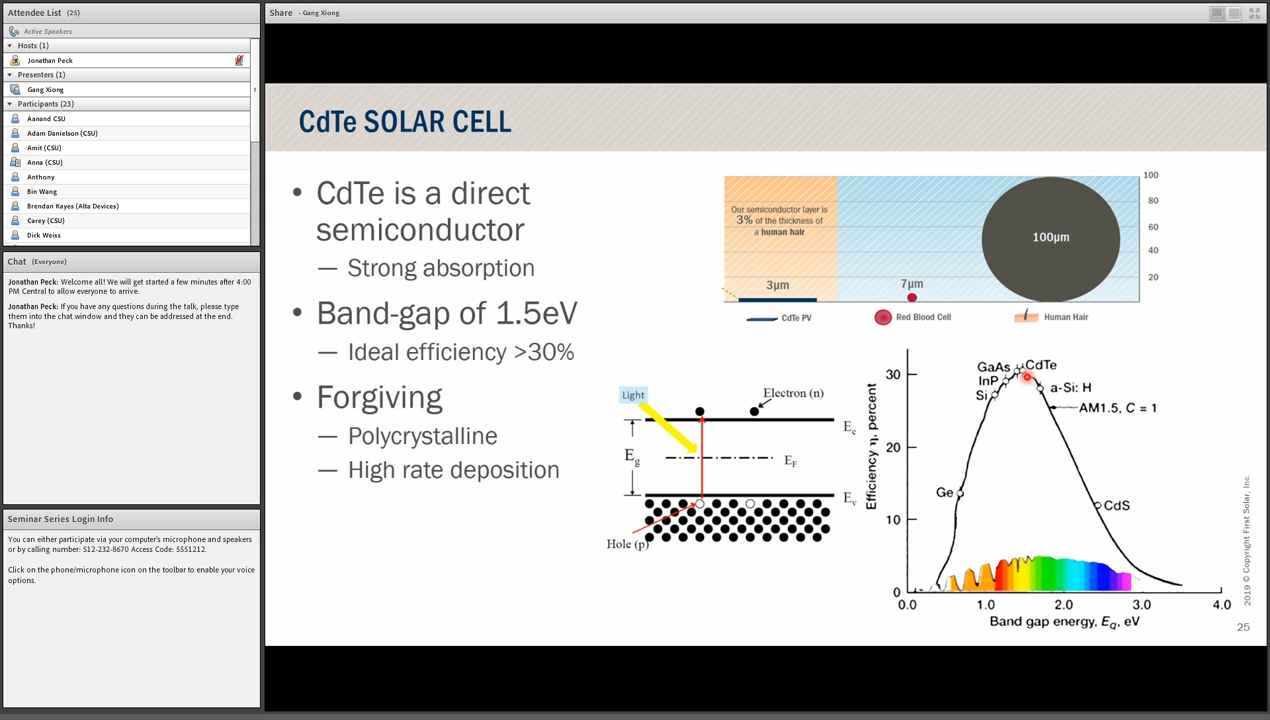 Attendee List (25)
Active Speakers
Hosts (1)
Jonathan Peck
Presenters (1)
Gang Xiong
Participants (23)
Aanand CSU
Adam Danielson (CSU)
Amit (CSU)
Anna (CSU)
Anthony
Bin Wang
Brendan Kayes (Alta Devices)
Carey (CSU)
Dirk Weiss
Chat (Everyone)
Jonathan Peck: Welcome all! We will get started a few minutes after 4:00
PM Central to allow everyone to arrive.
Jonathan Peck: If you have any questions during the talk, please type
them into the chat window and they can be addressed at the end.
Thanks!
Seminar Series Login Info
You can either participate via your computer's microphone and speakers
or by calling number: 512-232-8670 Access Code: 5551212.
Click on the phone/microphone icon on the toolbar to enable your voice
options.
Share - Gang Xiong
CdTe SOLAR CELL
• CdTe is a direct
semiconductor
— Strong absorption
• Band-gap of 1.5eV
— Ideal efficiency >30%
• Forgiving
— Polycrystalline
— High rate deposition
Our semiconductor layer is
3% of the thickness of
a human hair
3µm
7µm
100µm
100
80
60
40
20
CdTe PV
Red Blood Cell
Human Hair
Light
Electron (n)
Ec
Eg
EF
Ev
Hole (p)
Efficiency η, percent
30
20
10
0
GaAs
CdTe
InP
Si
a-Si: H
AM1.5, C = 1
Ge
CdS
0.0 1.0 2.0 3.0 4.0
Band gap energy, EQ, eV
2019 © Copyright First Solar, Inc.
25